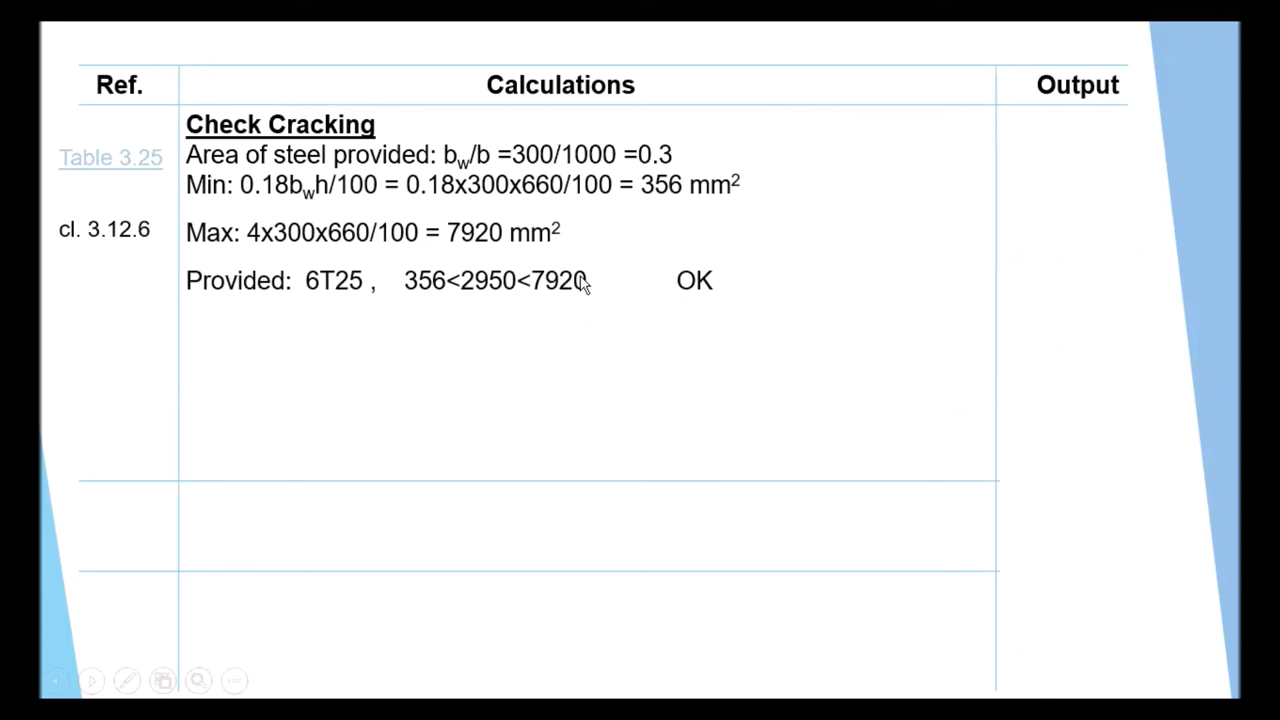 Ref. Calculations Output
Check Cracking
Table 3.25 Area of steel provided: bw/b =300/1000 =0.3
Min: 0.18bwh/100 = 0.18x300x660/100 = 356 mm²
cl. 3.12.6 Max: 4x300x660/100 = 7920 mm²
Provided: 6T25 , 356<2950<7920 OK